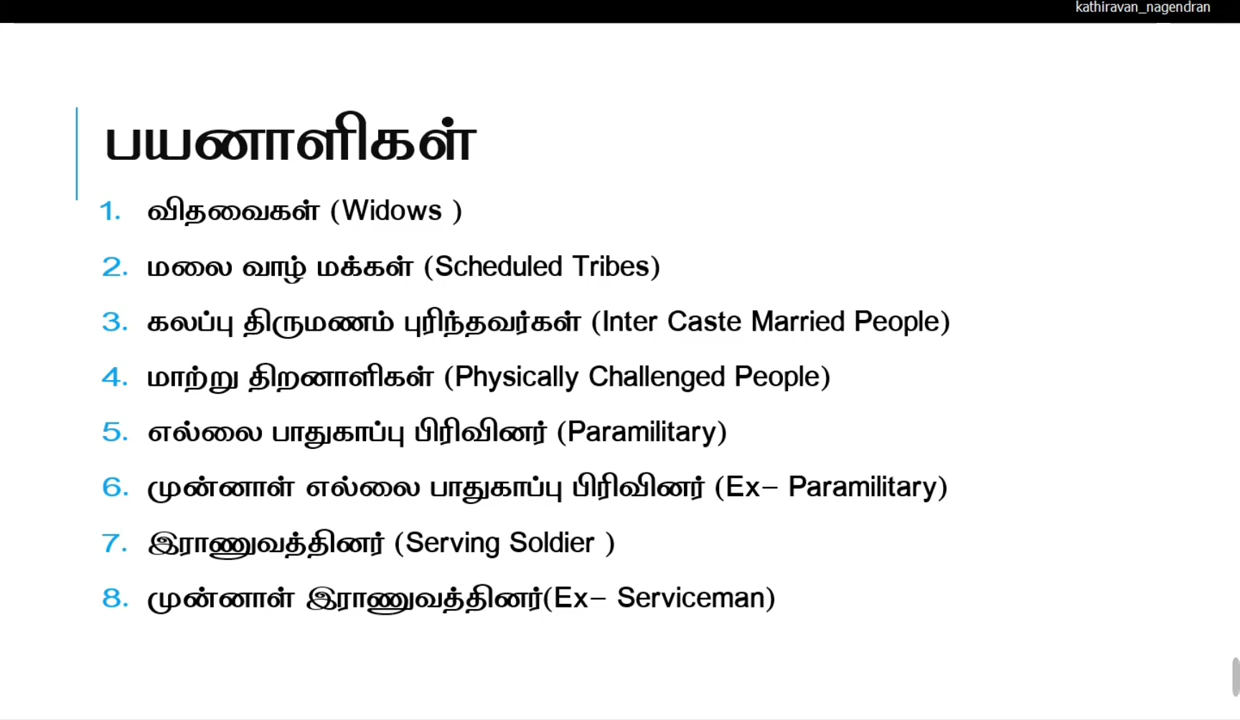 kathiravan_nagendran
பயணாளிகள்
1. விதவைகள் (Widows )
2. மலை வாழ் மக்கள் (Scheduled Tribes)
3. கலப்பு திருமணம் புரிந்தவர்கள் (Inter Caste Married People)
4. மாற்று திறனாளிகள் (Physically Challenged People)
5. எல்லை பாதுகாப்பு பிரிவினர் (Paramilitary)
6. முன்னாள் எல்லை பாதுகாப்பு பிரிவினர் (Ex- Paramilitary)
7. இராணுவத்தினர் (Serving Soldier )
8. முன்னாள் இராணுவத்தினர்(Ex- Serviceman)